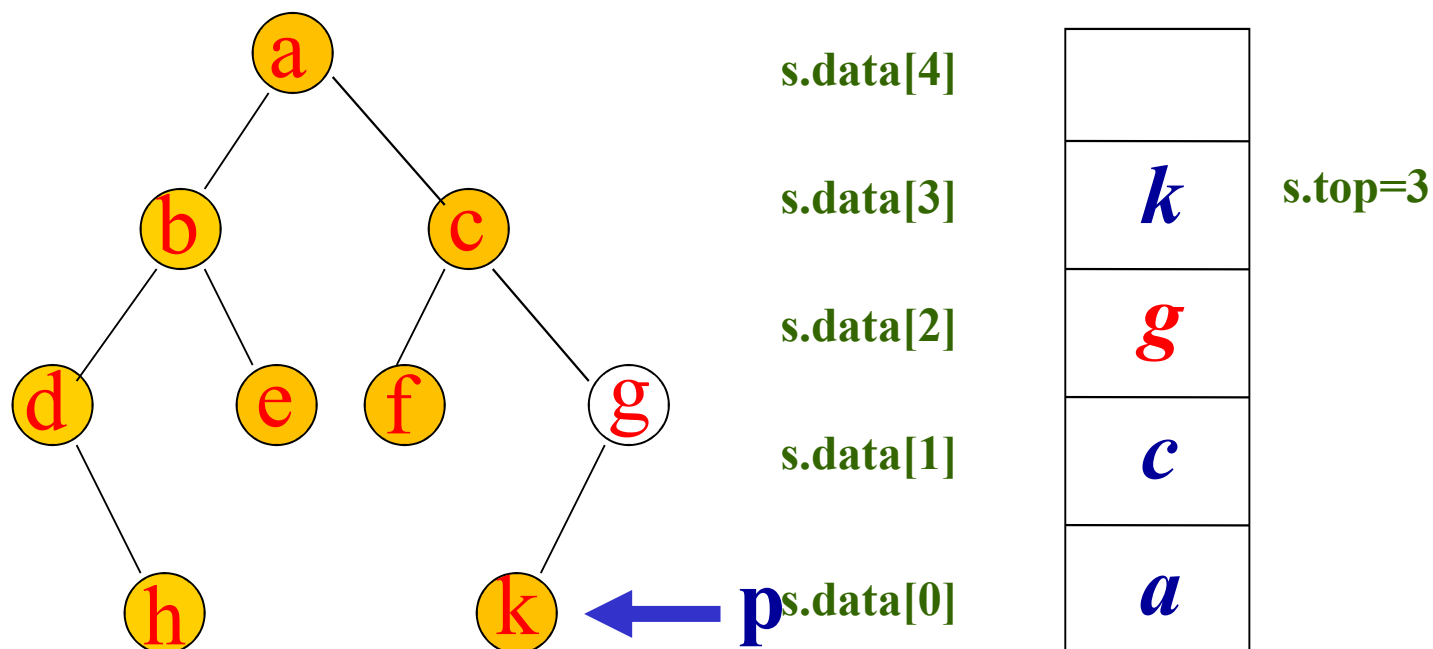 a
b
c
d
e
f
g
h
k
p
s.data[4]
s.data[3]
k
s.top=3
s.data[2]
g
s.data[1]
c
s.data[0]
a